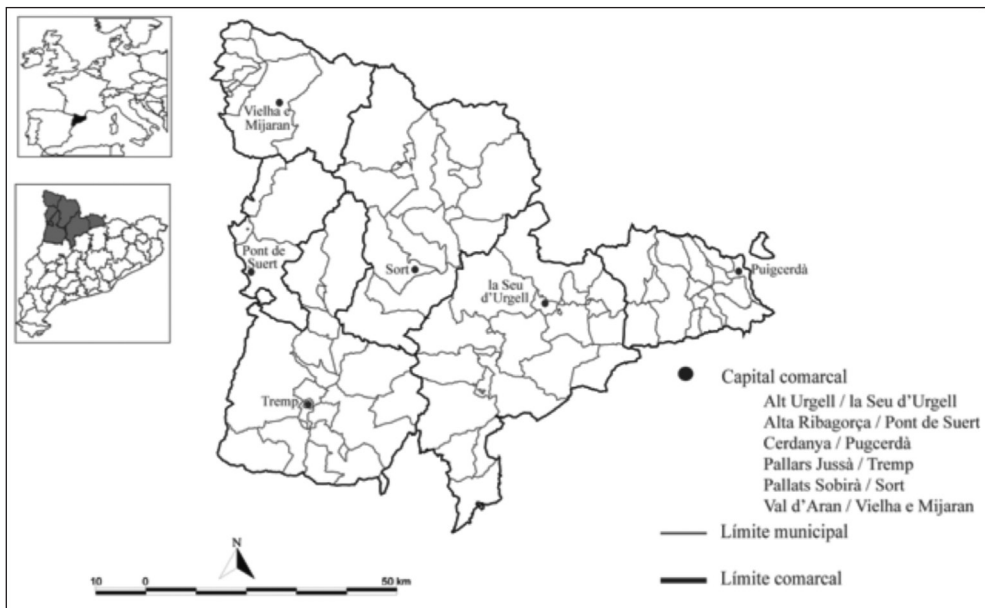 Vielha e
Mijaran
Pont de
Suert
Sort
la Seu
d'Urgell
Puigcerdà
Tremp
Capital comarcal
Alt Urgell / la Seu d'Urgell
Alta Ribagorça / Pont de Suert
Cerdanya / Pugcerdà
Pallars Jussà / Tremp
Pallats Sobirà / Sort
Val d'Aran / Vielha e Mijaran
Límite municipal
Límite comarcal
N
10 0 50 km